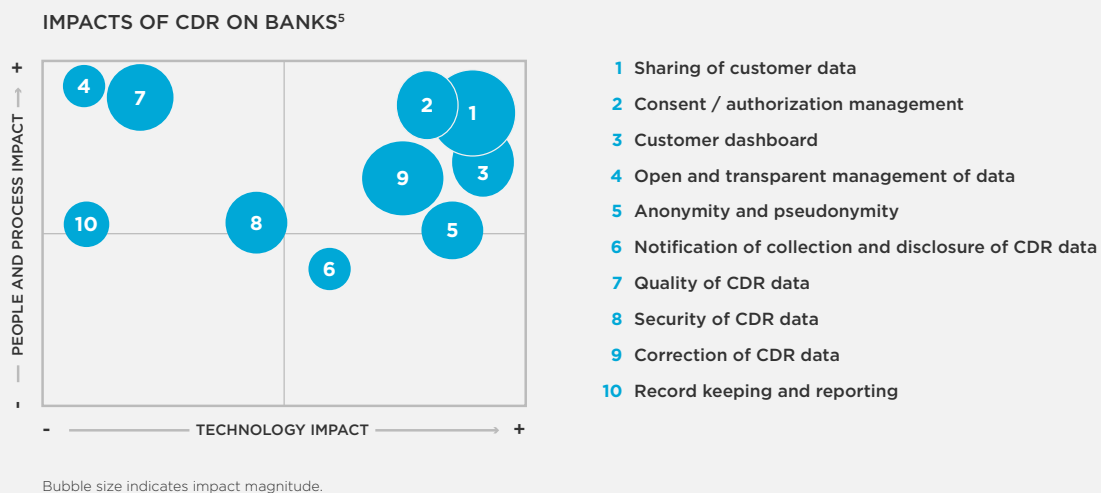 IMPACTS OF CDR ON BANKS5
+
PEOPLE AND PROCESS IMPACT
-
4
7
2
1
3
9
10
8
5
6
- TECHNOLOGY IMPACT +
1 Sharing of customer data
2 Consent / authorization management
3 Customer dashboard
4 Open and transparent management of data
5 Anonymity and pseudonymity
6 Notification of collection and disclosure of CDR data
7 Quality of CDR data
8 Security of CDR data
9 Correction of CDR data
10 Record keeping and reporting
Bubble size indicates impact magnitude.